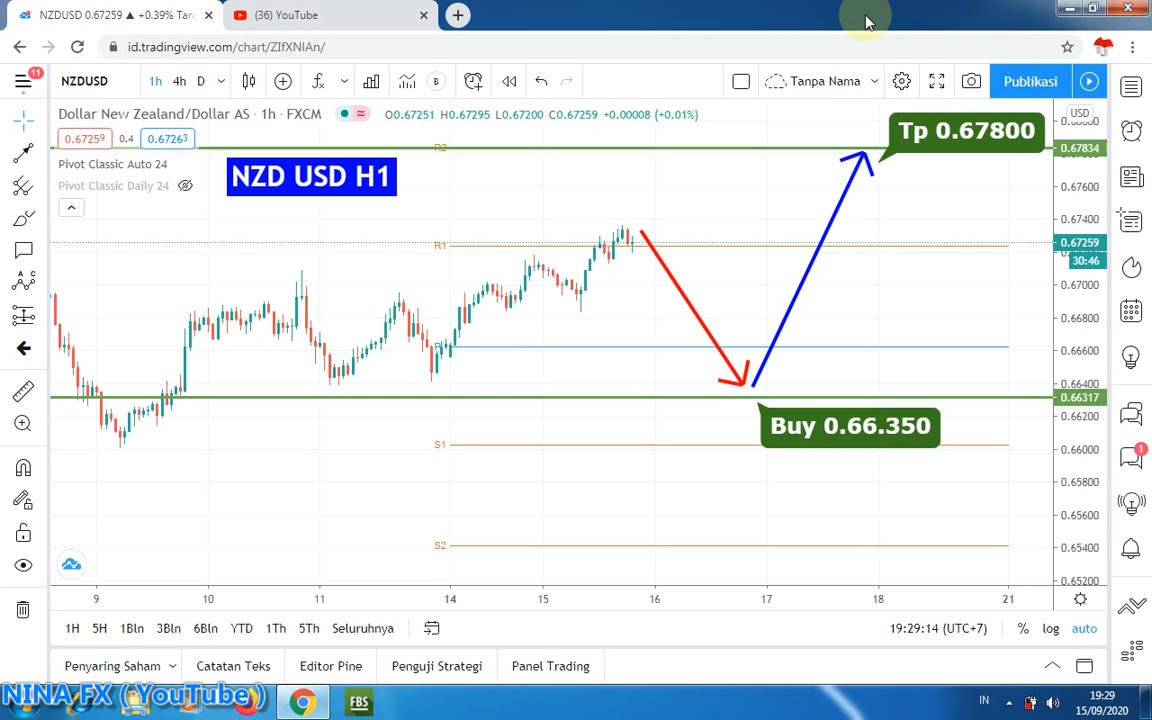 NZDUSD 0.67259 ▲ +0.39% Tan
(36) YouTube
id.tradingview.com/chart/ZIfXNIAn/
11
NZDUSD
1h 4h D
B
Tanpa Nama
Publikasi
Dollar New Zealand/Dollar AS · 1h · FXCM
O0.67251 H0.67295 L0.67200 C0.67259 +0.00008 (+0.01%)
USD
0.67259 0.4 0.67263
Tp 0.67800
R2
0.67834
Pivot Classic Auto 24
NZD USD H1
Pivot Classic Daily 24
0.67600
0.67400
R1
0.67259
30:46
0.67000
0.66800
0.66600
0.66400
0.66317
Buy 0.66.350
0.66200
S1
0.66000
1
0.65800
0.65600
S2
0.65400
0.65200
9 10 11 14 15 16 17 18 21
1H 5H 1Bln 3Bln 6Bln YTD 1Th 5Th Seluruhnya
19:29:14 (UTC+7) % log auto
Penyaring Saham Catatan Teks Editor Pine Penguji Strategi Panel Trading
NINA FX ( YouTube )
FBS
IN
19:29
15/09/2020